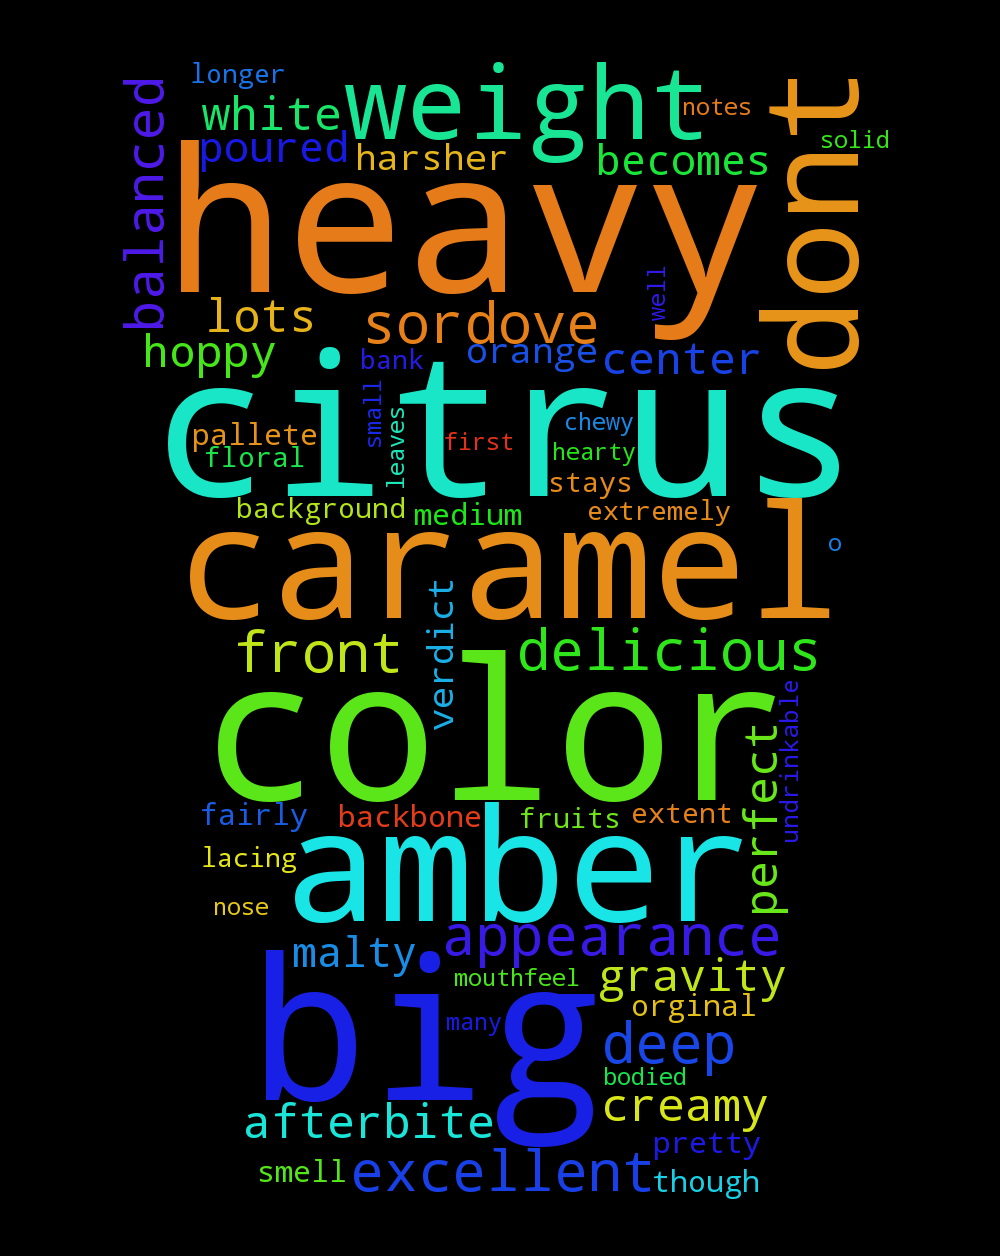 longer
white
weight
notes
dont
balanced
poured
harsher
becomes
solid
heavy
well
lots
sordove
hoppy
bank
orange
center
citrus
small
leaves
pallete
first
chewy
floral
hearty
stays
background
medium
extremely
caramel
o
verdict
front
delicious
color
undrinkable
perfect
fairly
backbone
fruits
extent
lacing
amber
nose
appearance
malty
mouthfeel
gravity
big
orginal
many
deep
bodied
creamy
afterbite
pretty
smell
excellent
though